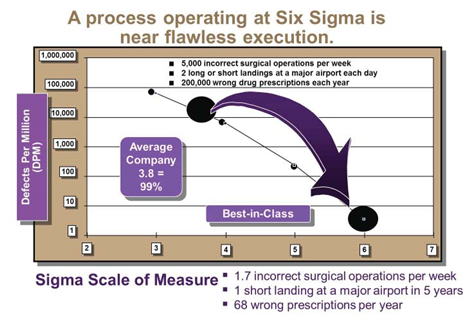 A process operating at Six Sigma is
near flawless execution.
1,000,000
100,000
10,000
1,000
100
10
1
Defects Per Million
(DPM)
■ 5,000 incorrect surgical operations per week
■ 2 long or short landings at a major airport each day
■ 200,000 wrong drug prescriptions each year
Average
Company
3.8 =
99%
Best-in-Class
2
3
4
5
6
7
Sigma Scale of Measure
▪ 1.7 incorrect surgical operations per week
▪ 1 short landing at a major airport in 5 years
▪ 68 wrong prescriptions per year